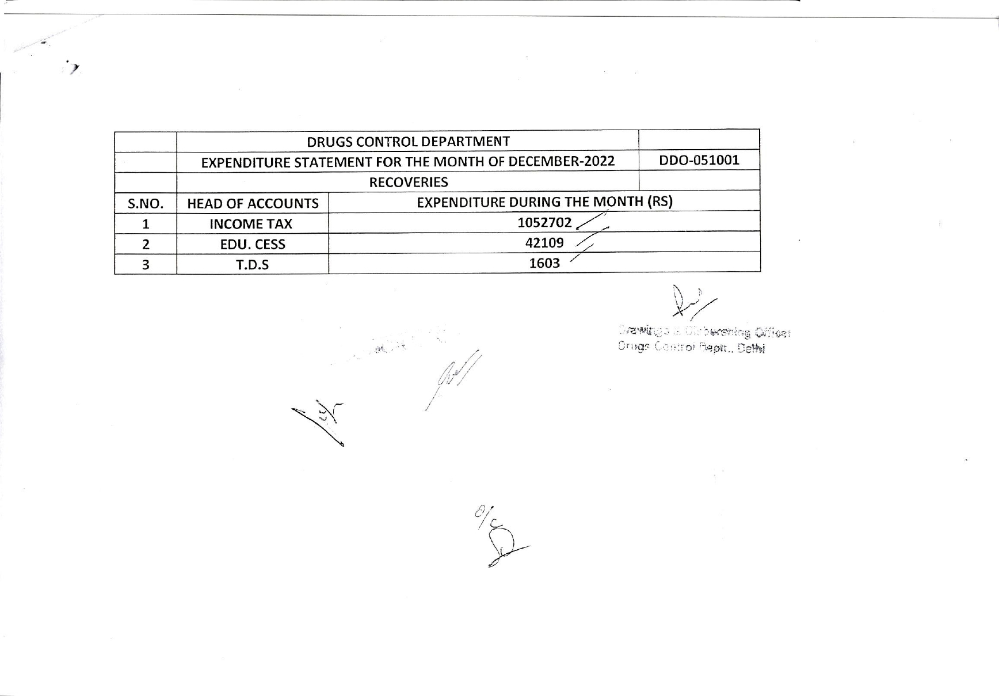 DRUGS CONTROL DEPARTMENT
EXPENDITURE STATEMENT FOR THE MONTH OF DECEMBER-2022 DDO-051001
RECOVERIES
S.NO. HEAD OF ACCOUNTS EXPENDITURE DURING THE MONTH (RS)
1 INCOME TAX 1052702
2 EDU. CESS 42109
3 T.D.S 1603
Drawing & Disbursning Officer
Drugs Control Deptt., Delhi
O/C